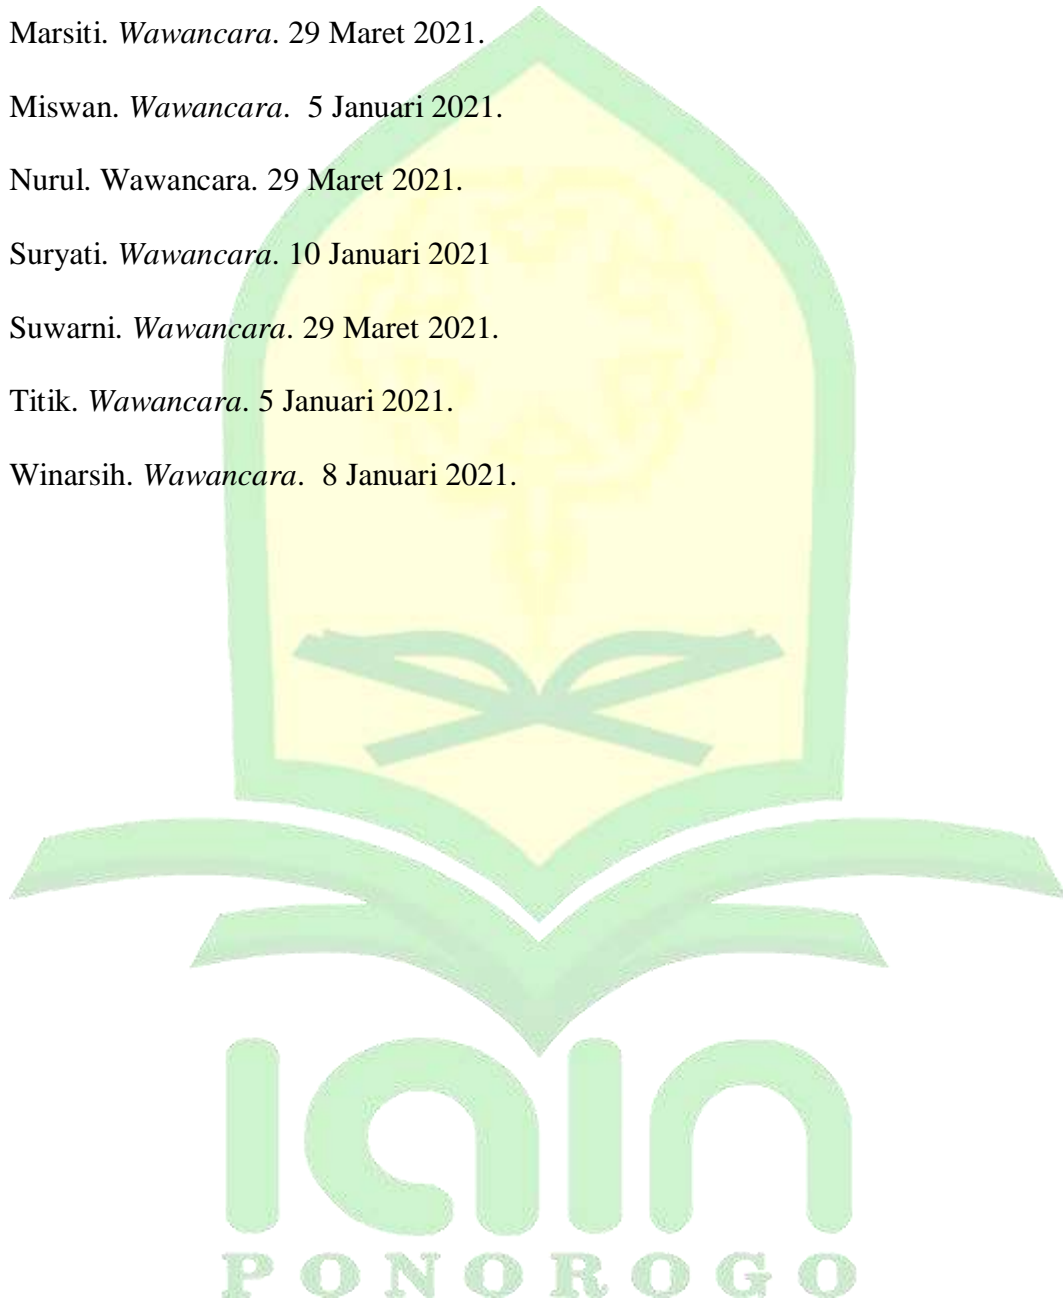 Marsiti. Wawancara. 29 Maret 2021.
Miswan. Wawancara.  5 Januari 2021.
Nurul. Wawancara. 29 Maret 2021.
Suryati. Wawancara. 10 Januari 2021
Suwarni. Wawancara. 29 Maret 2021.
Titik. Wawancara. 5 Januari 2021.
Winarsih. Wawancara.  8 Januari 2021.
iain
PONOROGO